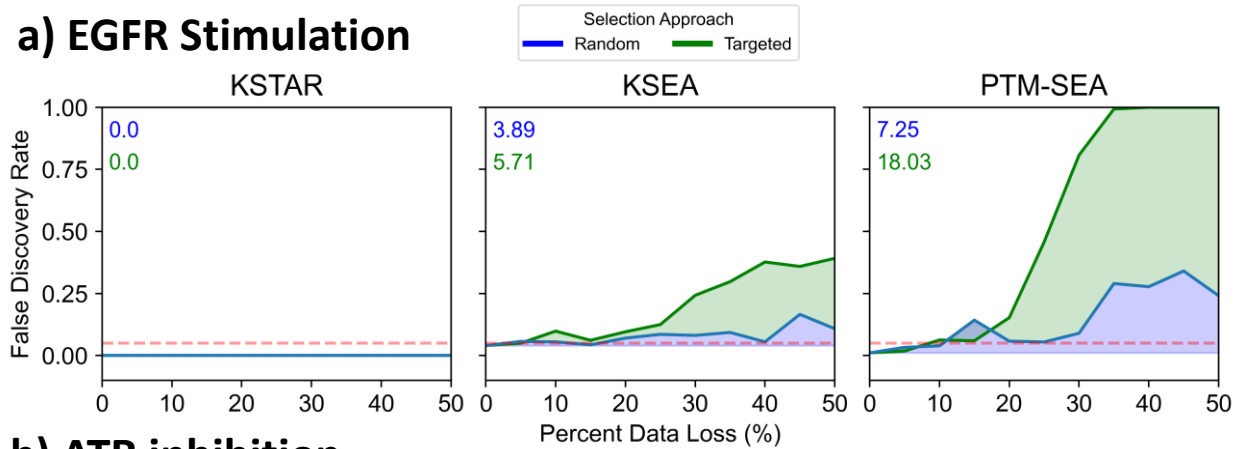 a) EGFR Stimulation
Selection Approach
Random Targeted
KSTAR KSEA PTM-SEA
False Discovery Rate
1.00
0.75
0.50
0.25
0.00
0.0
0.0
3.89
5.71
7.25
18.03
0 10 20 30 40 50
0 10 20 30 40 50
0 10 20 30 40 50
Percent Data Loss (%)
b) ATR inhibition